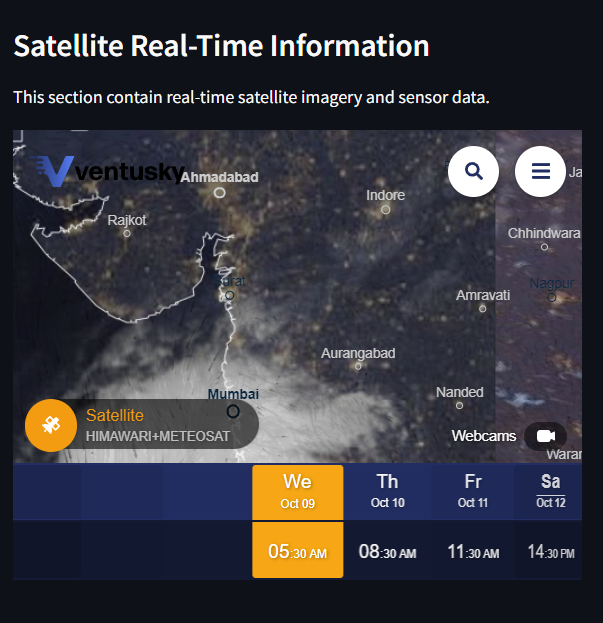 Satellite Real-Time Information
This section contain real-time satellite imagery and sensor data.
ventusky
Ahmadabad
Ja
Indore
Rajkot
Chhindwara
Surat
Nagpur
Amravati
Aurangabad
Mumbai
Nanded
Satellite
HIMAWARI+METEOSAT
Webcams
Waran
We
Oct 09
Th
Oct 10
Fr
Oct 11
Sa
Oct 12
05:30 AM
08:30 AM
11:30 AM
14:30 PM